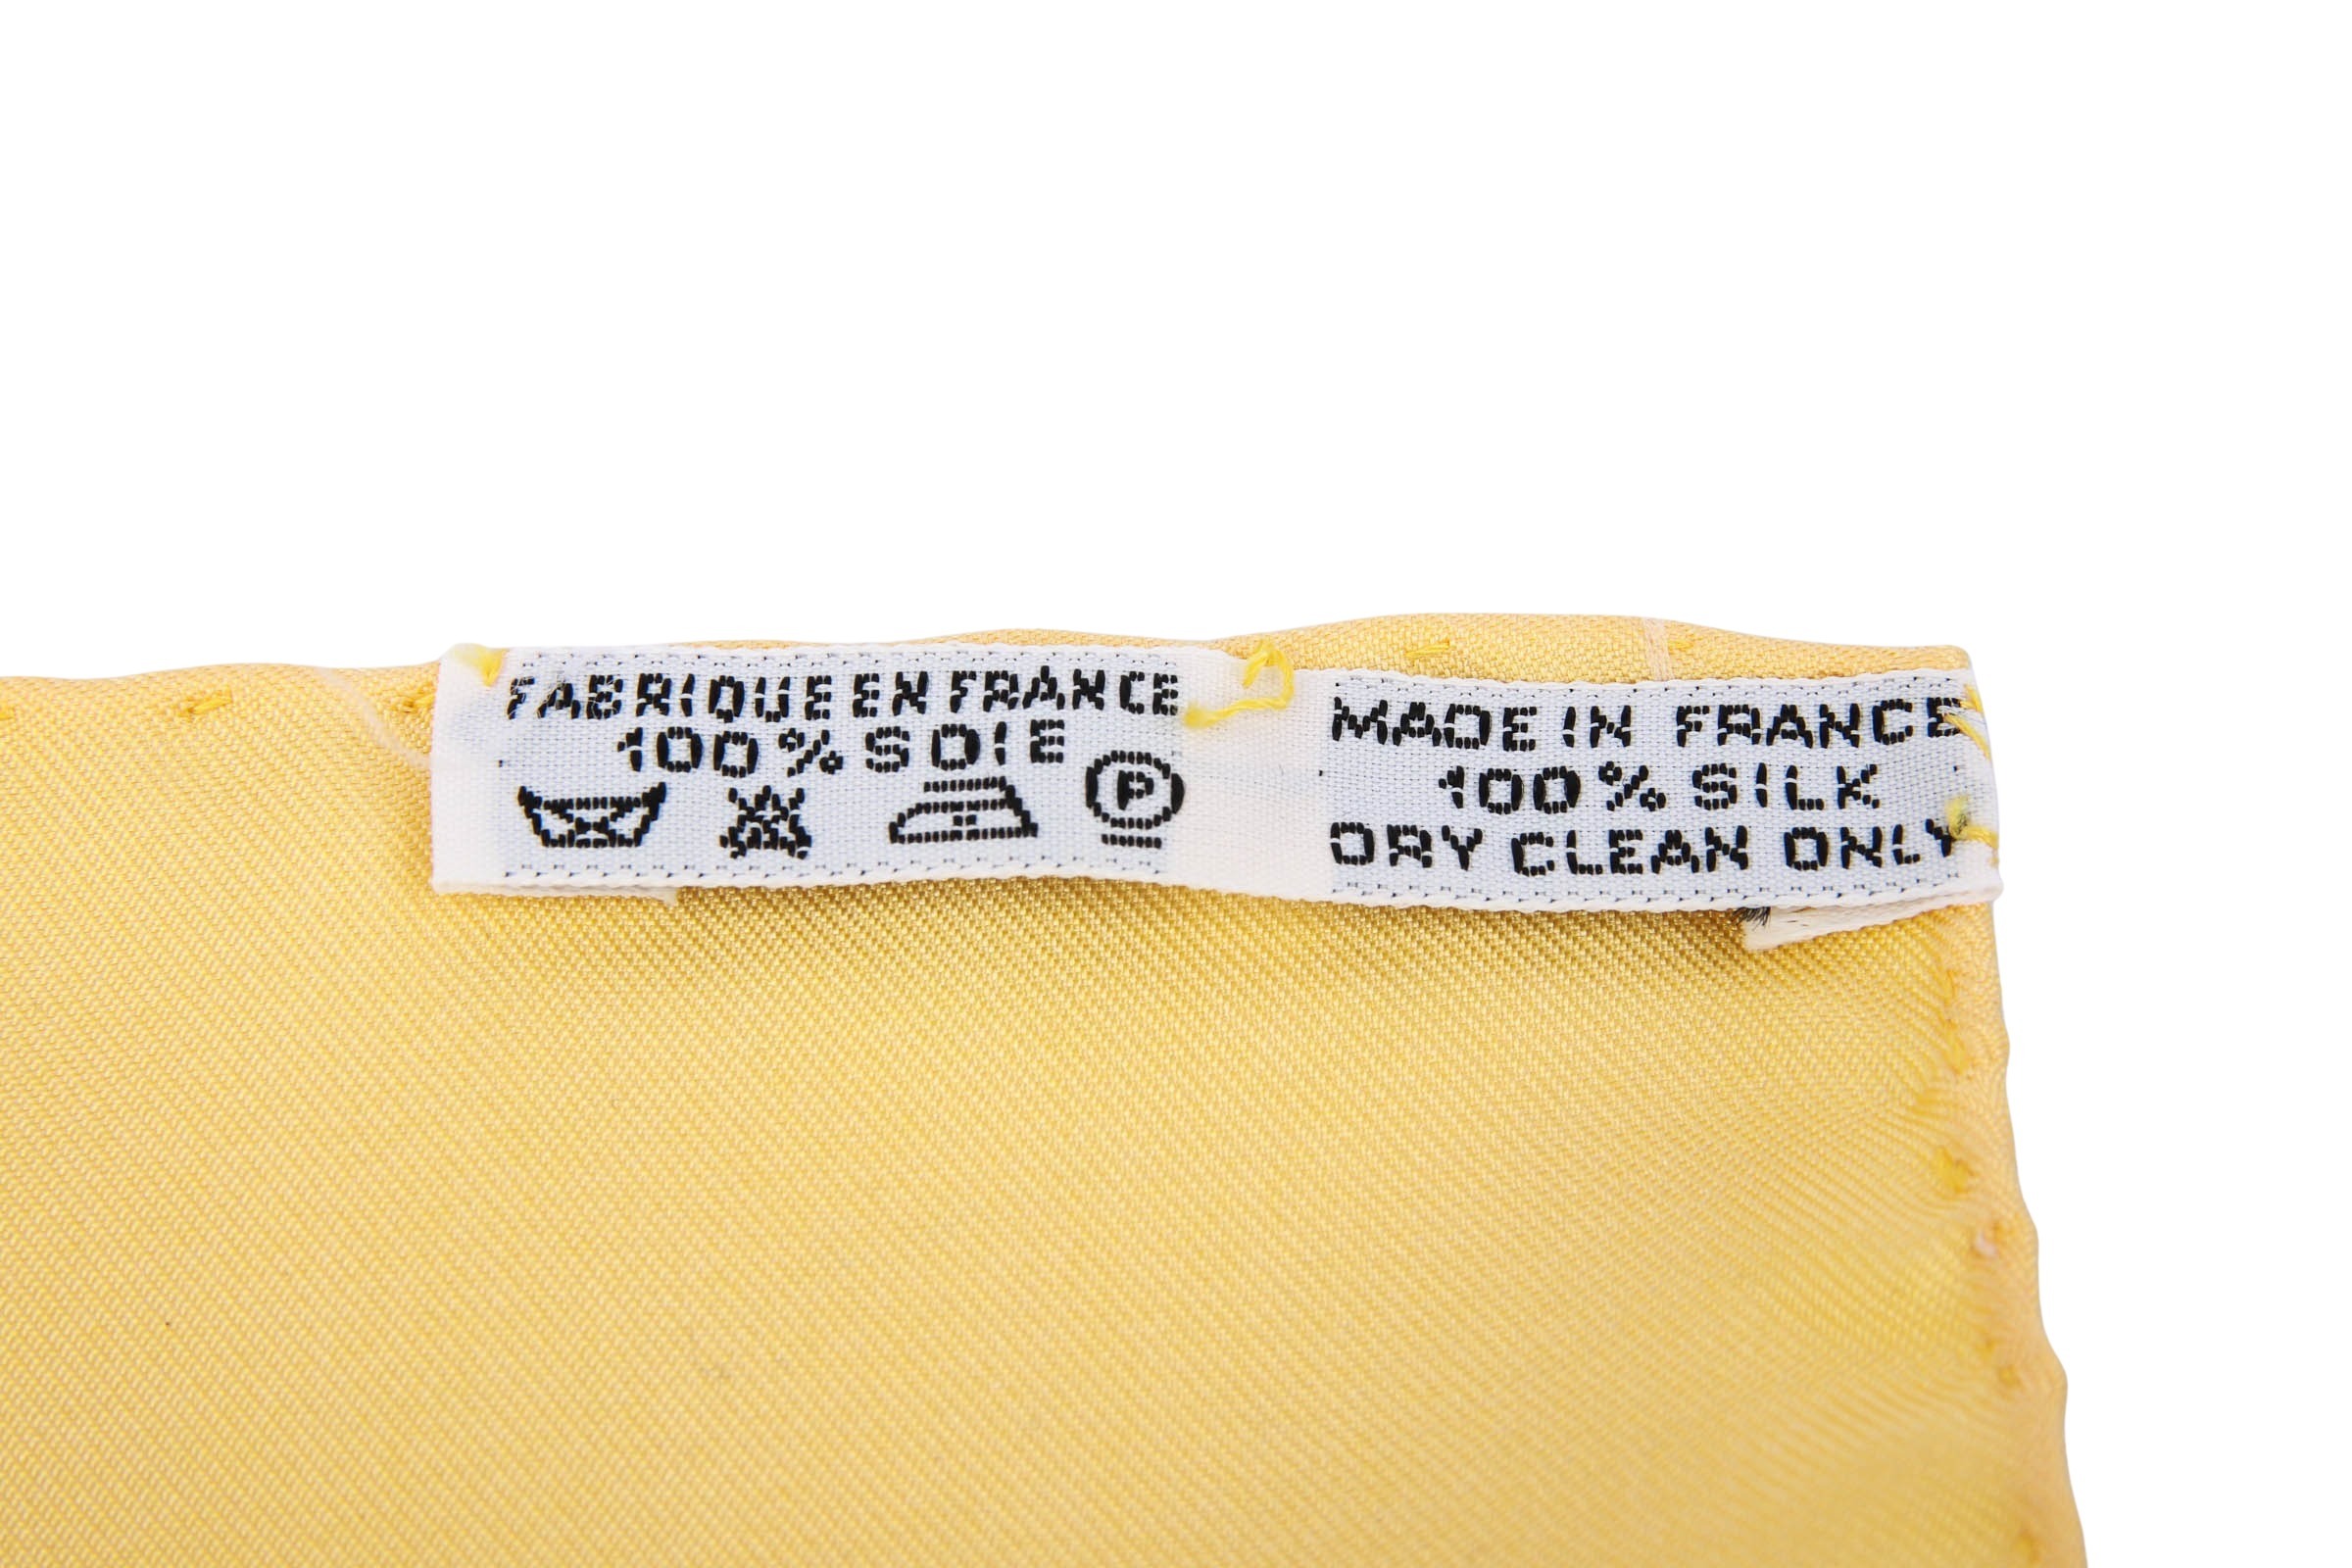 FABRIQUE EN FRANCE
100% SOIE
P
MADE IN FRANCE
100% SILK
DRY CLEAN ONLY